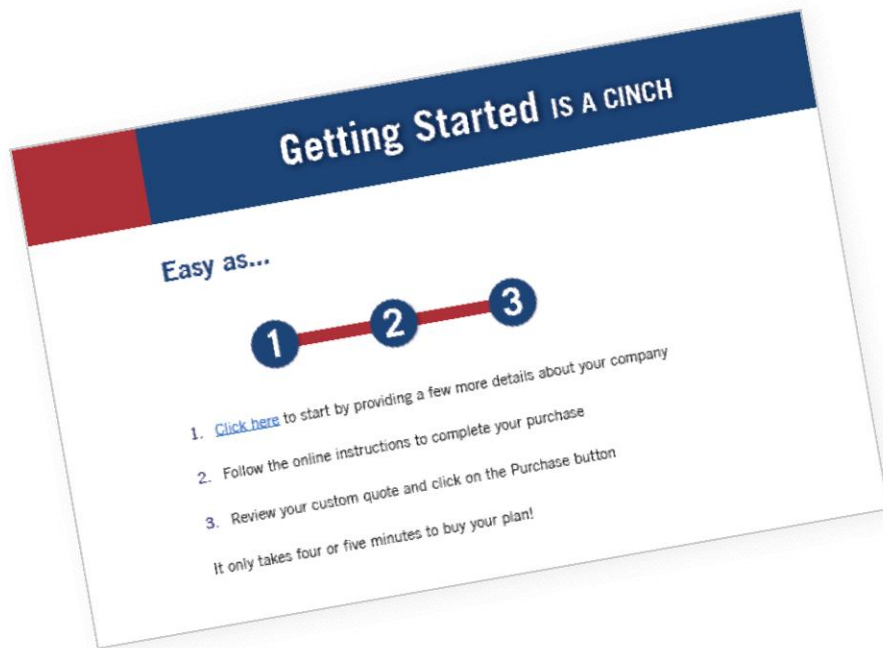 Getting Started IS A CINCH
Easy as...
1 2 3
1. Click here to start by providing a few more details about your company
2. Follow the online instructions to complete your purchase
3. Review your custom quote and click on the Purchase button
It only takes four or five minutes to buy your plan!